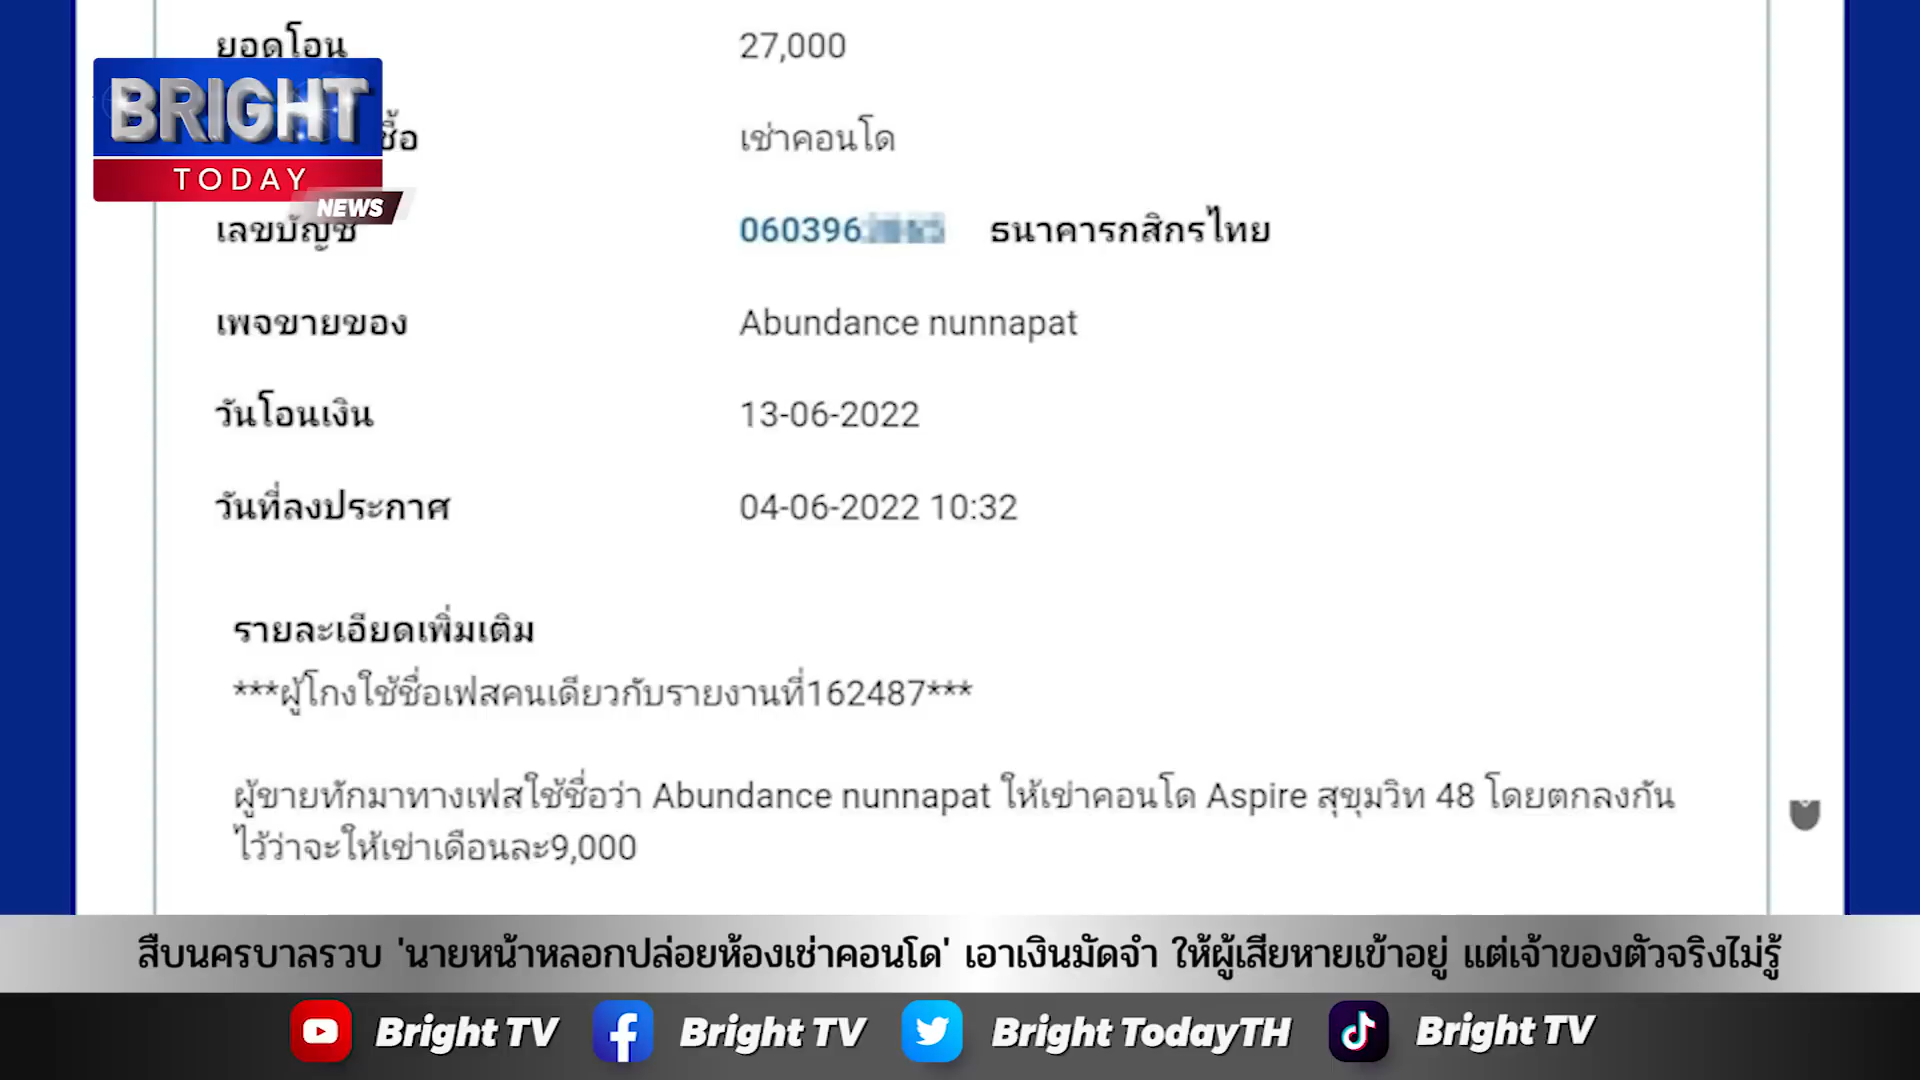 ยอดโอน 27,000
BRIGHT
ซื้อ เช่าคอนโด
TODAY
NEWS
เลขบัญชี 060396 ธนาคารกสิกรไทย
เพจขายของ Abundance nunnapat
วันโอนเงิน 13-06-2022
วันที่ลงประกาศ 04-06-2022 10:32
รายละเอียดเพิ่มเติม
***ผู้โกงใช้ชื่อเฟสคนเดียวกับรายงานที่162487***
ผู้ขายทักมาทางเฟสใช้ชื่อว่า Abundance nunnapat ให้เข่าคอนโด Aspire สุขุมวิท 48 โดยตกลงกัน
ไว้ว่าจะให้เข่าเดือนละ9,000
สืบนครบาลรวบ 'นายหน้าหลอกปล่อยห้องเช่าคอนโด' เอาเงินมัดจำ ให้ผู้เสียหายเข้าอยู่ แต่เจ้าของตัวจริงไม่รู้
Bright TV Bright TV Bright TodayTH Bright TV